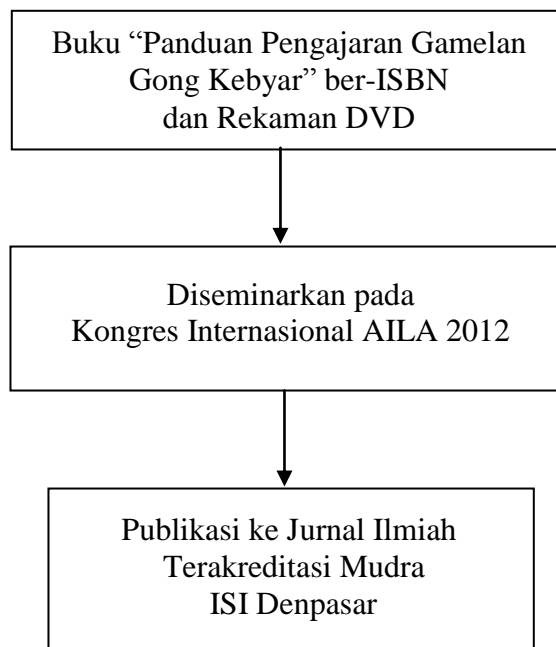 Buku “Panduan Pengajaran Gamelan
Gong Kebyar” ber-ISBN
dan Rekaman DVD
Diseminarkan pada
Kongres Internasional AILA 2012
Publikasi ke Jurnal Ilmiah
Terakreditasi Mudra
ISI Denpasar